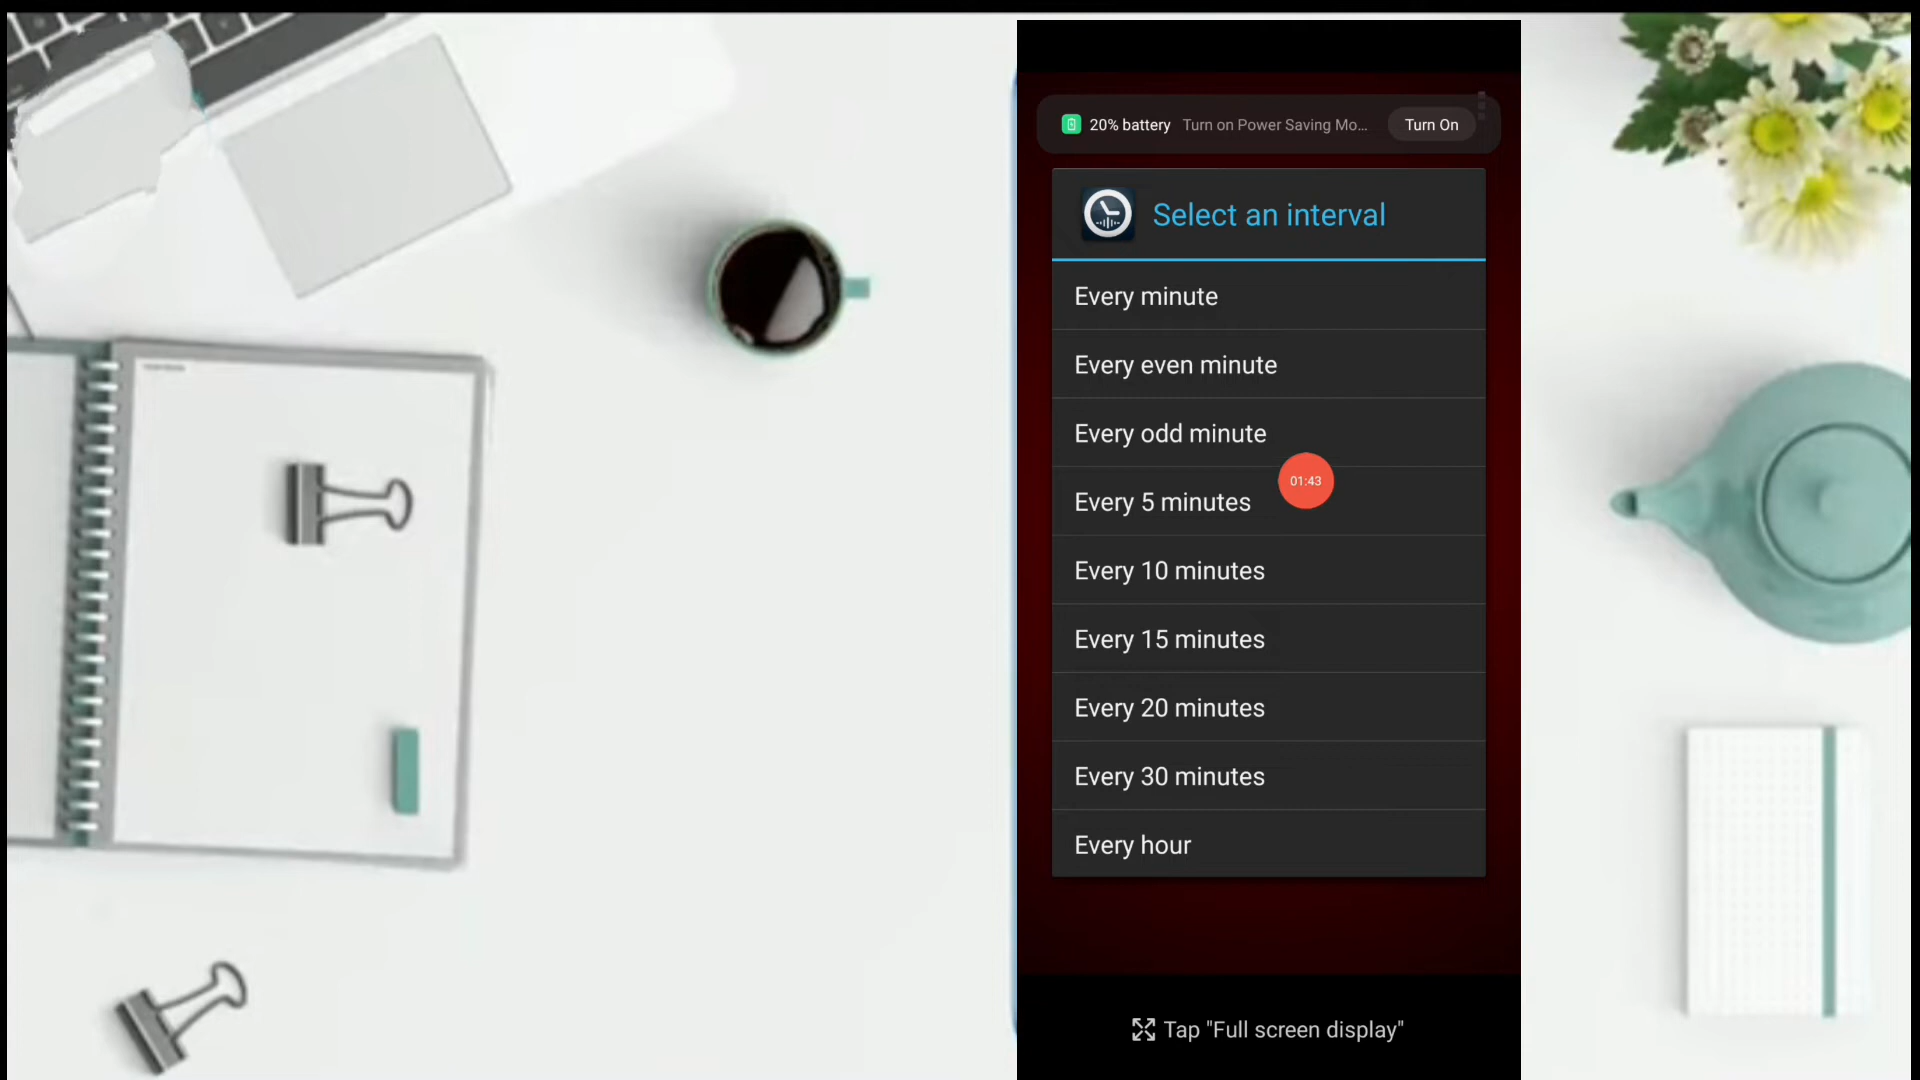 20% battery Turn on Power Saving Mo... Turn On
Select an interval
Every minute
Every even minute
Every odd minute
01:43
Every 5 minutes
Every 10 minutes
Every 15 minutes
Every 20 minutes
Every 30 minutes
Every hour
Tap "Full screen display"